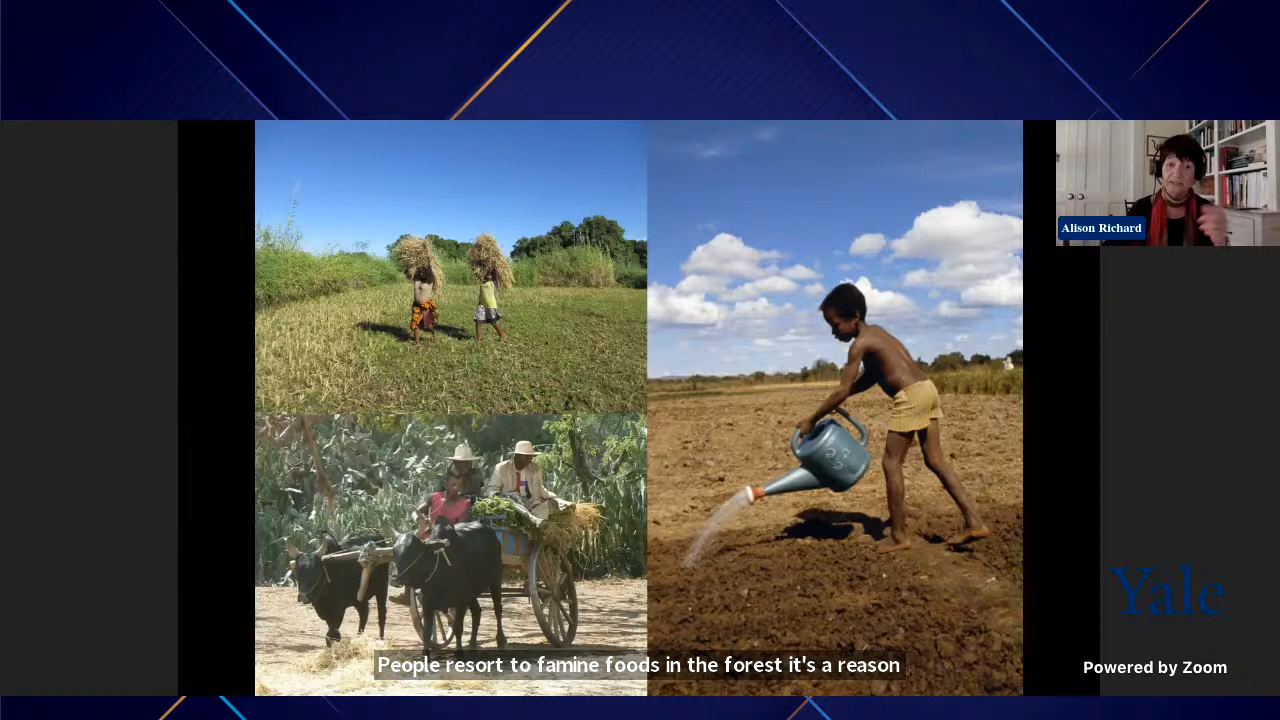 Alison Richard
Yale
People resort to famine foods in the forest it's a reason
Powered by Zoom